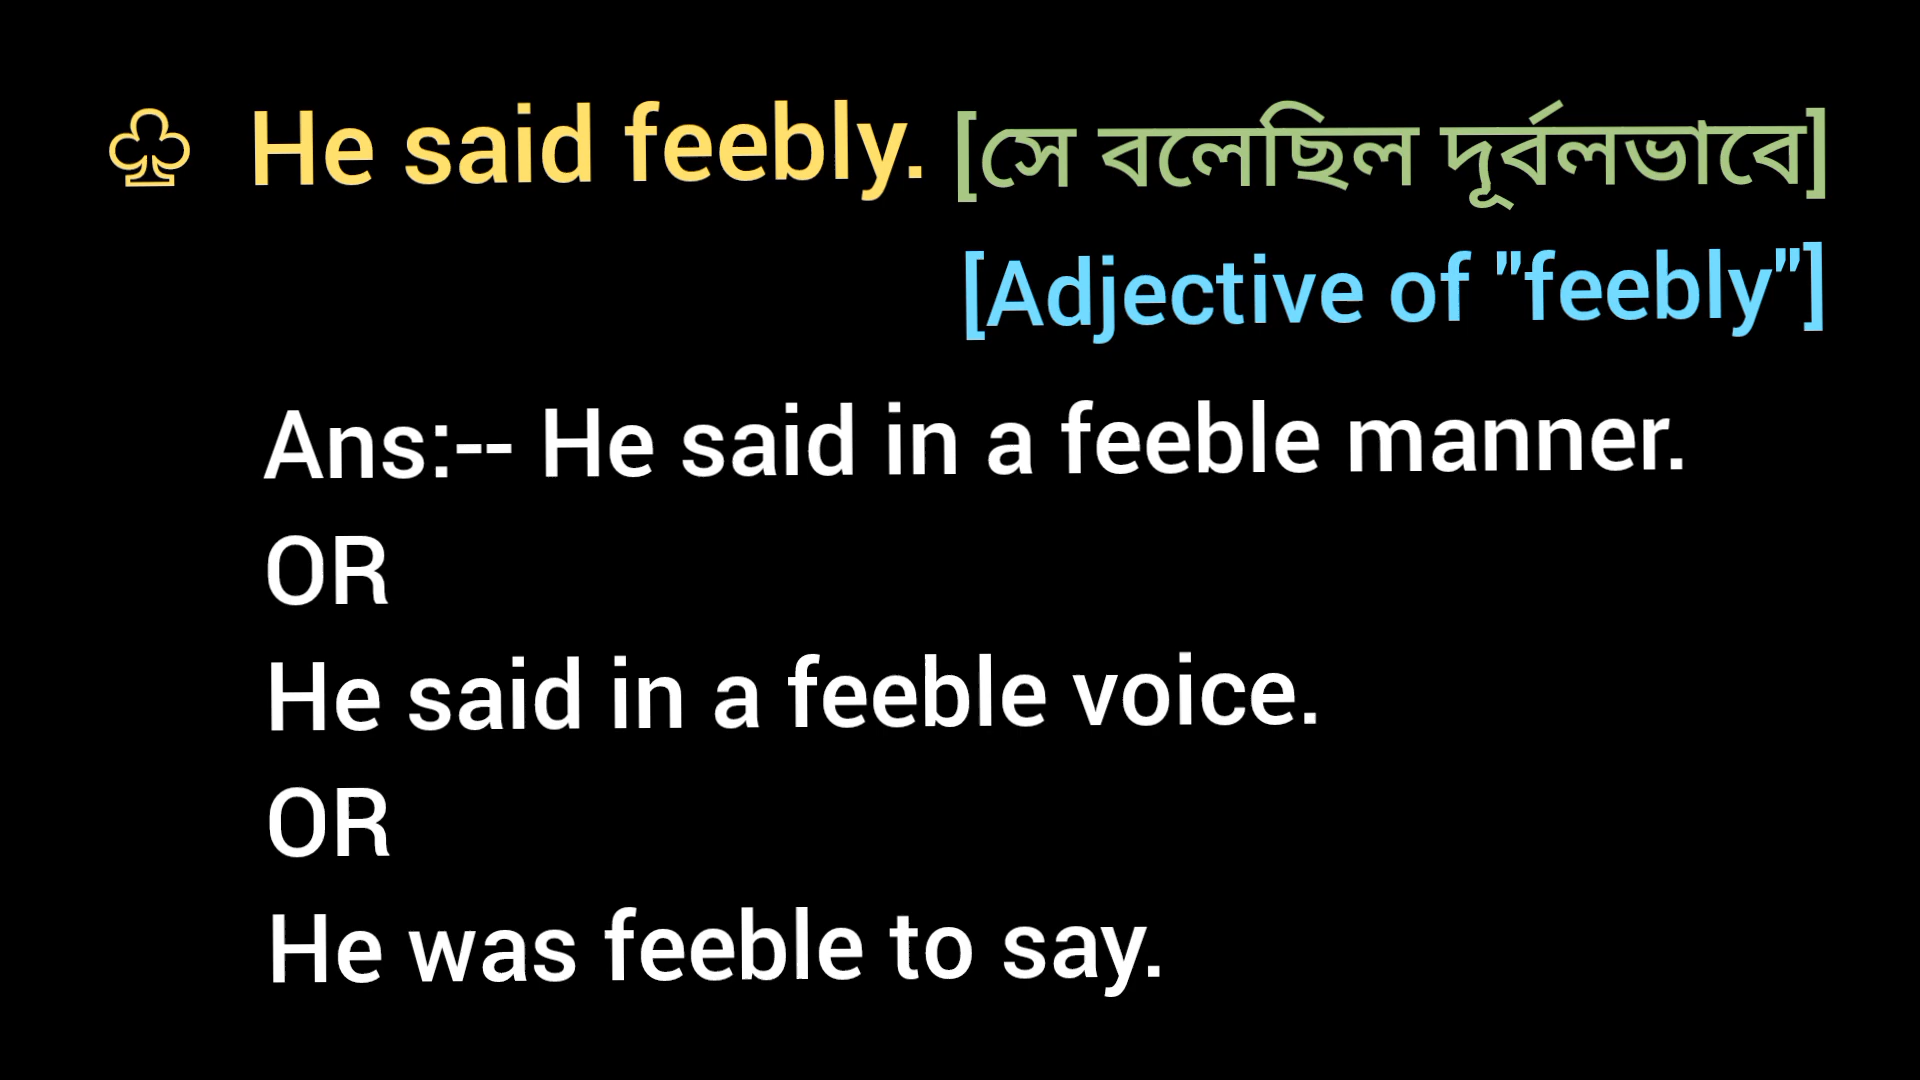 ♧ He said feebly. [সে বলেছিল দূর্বলভাবে]
[Adjective of "feebly"]
Ans:-- He said in a feeble manner.
OR
He said in a feeble voice.
OR
He was feeble to say.